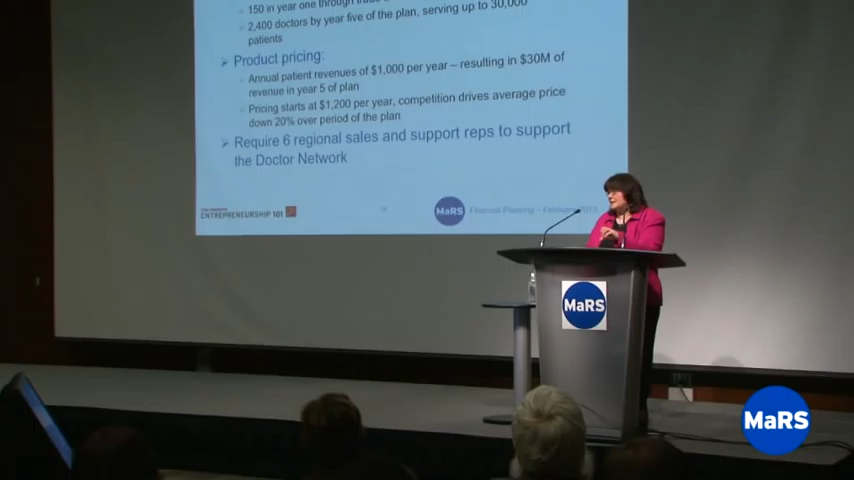 150 in year one through
2,400 doctors by year five of the plan, serving up to 30,000
patients
Product pricing:
Annual patient revenues of $1,000 per year – resulting in $30M of
revenue in year 5 of plan
Pricing starts at $1,200 per year, competition drives average price
down 20% over period of the plan
Require 6 regional sales and support reps to support
the Doctor Network
ENTREPRENEURSHIP 101
MaRS
Financial Planning – February
MaRS
MaRS